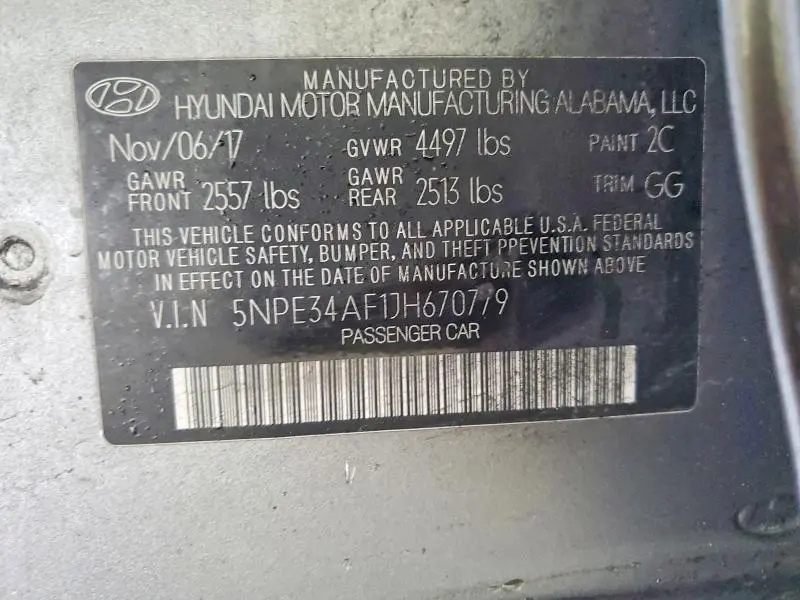 MANUFACTURED BY
HYUNDAI MOTOR MANUFACTURING ALABAMA, LLC
Nov/06/17 GVWR 4497 lbs PAINT 2C
GAWR FRONT 2557 lbs GAWR REAR 2513 lbs TRIM GG
THIS VEHICLE CONFORMS TO ALL APPLICABLE U.S.A. FEDERAL
MOTOR VEHICLE SAFETY, BUMPER, AND THEFT PREVENTION STANDARDS
IN EFFECT ON THE DATE OF MANUFACTURE SHOWN ABOVE.
V.I.N 5NPE34AF1JH670779
PASSENGER CAR